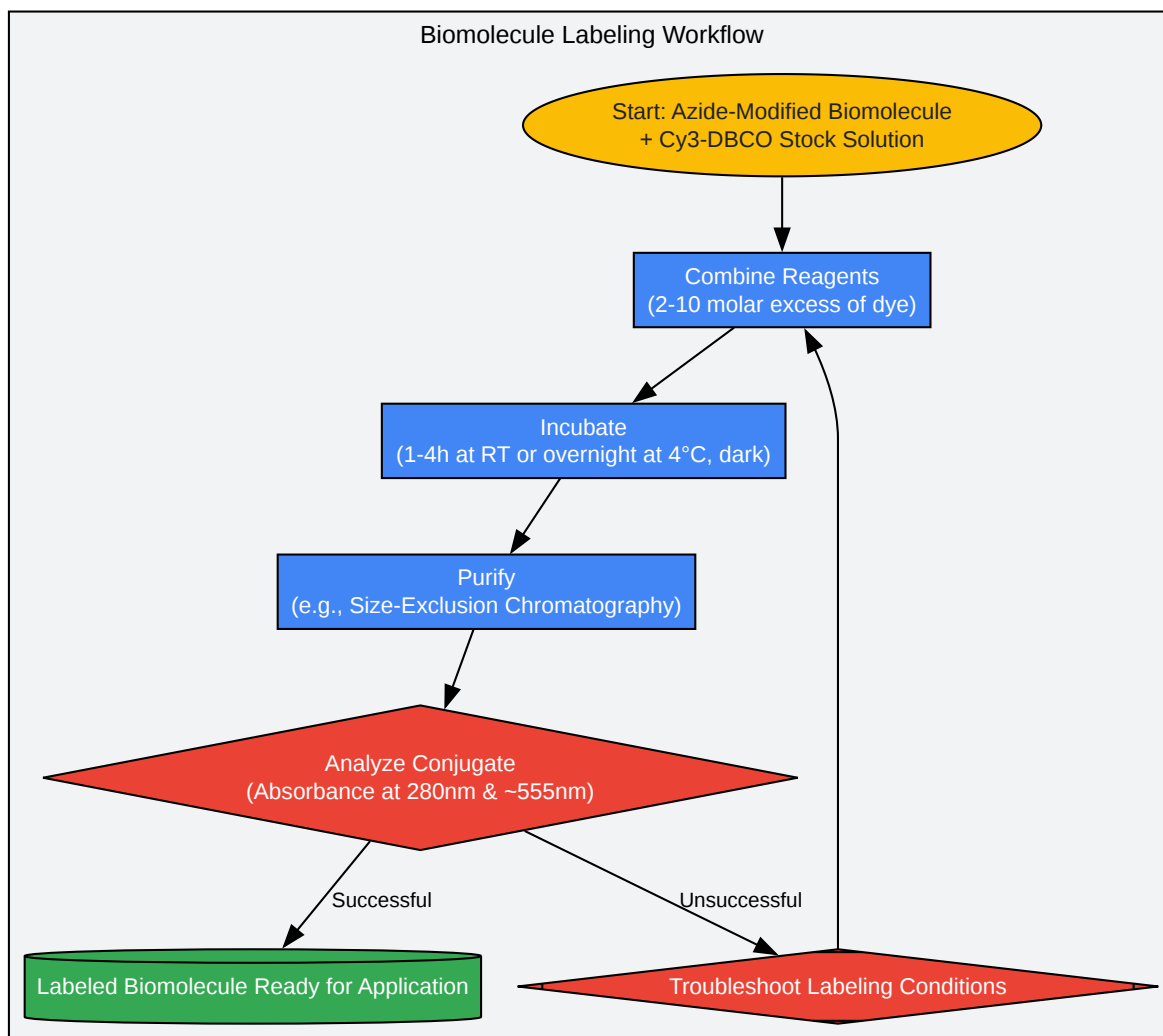 Biomolecule Labeling Workflow
Start: Azide-Modified Biomolecule
+ Cy3-DBCO Stock Solution
Combine Reagents
(2-10 molar excess of dye)
Incubate
(1-4h at RT or overnight at 4°C, dark)
Purify
(e.g., Size-Exclusion Chromatography)
Analyze Conjugate
(Absorbance at 280nm & ~555nm)
Successful
Unsuccessful
Labeled Biomolecule Ready for Application
Troubleshoot Labeling Conditions